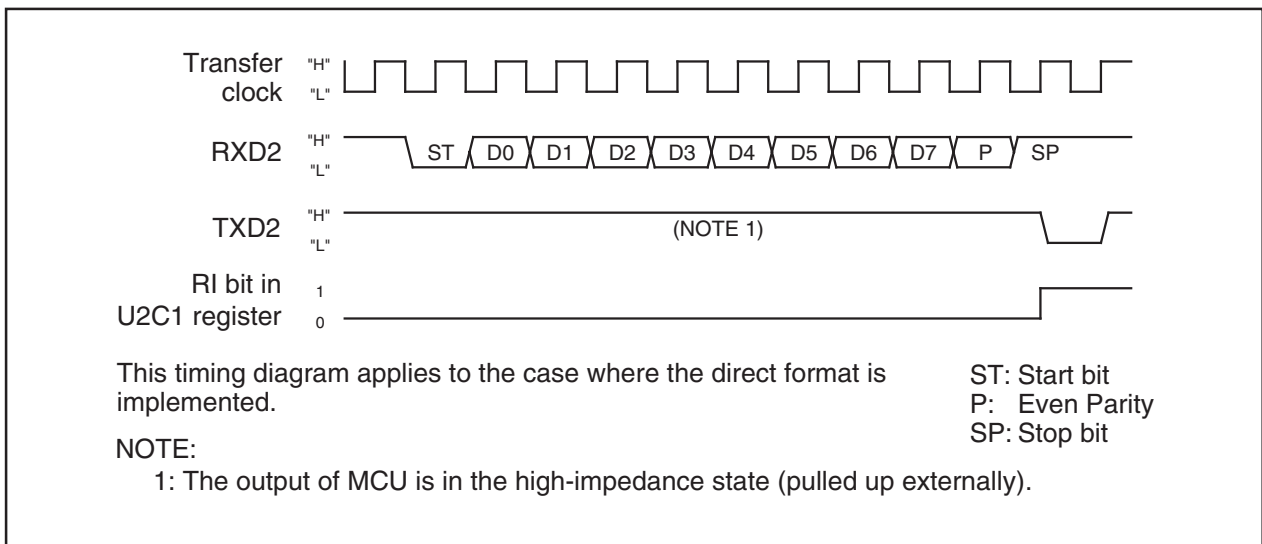 Transfer clock "H" "L"
RXD2 "H" "L" ST D0 D1 D2 D3 D4 D5 D6 D7 P SP
TXD2 "H" "L" (NOTE 1)
RI bit in U2C1 register 1 0
This timing diagram applies to the case where the direct format is
implemented.
ST: Start bit
P: Even Parity
SP: Stop bit
NOTE:
1: The output of MCU is in the high-impedance state (pulled up externally).